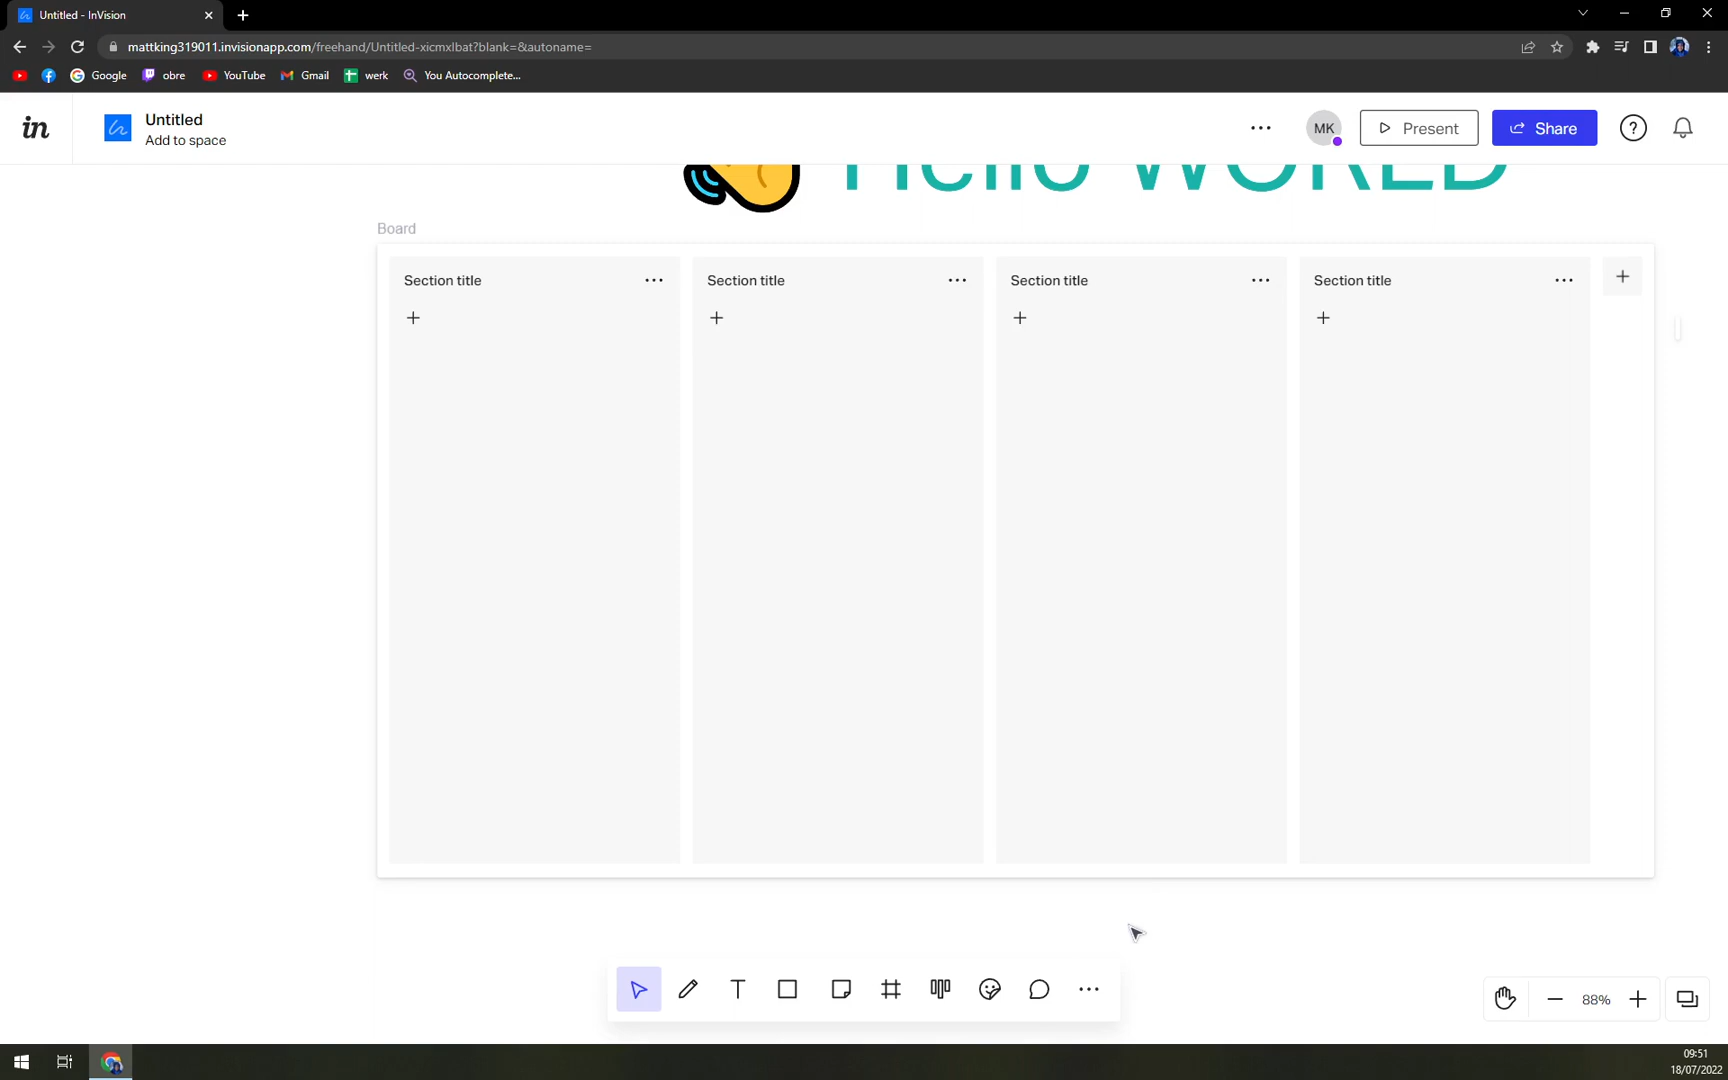 Untitled - InVision
mattking319011.invisionapp.com/freehand/Untitled-xicmxlbat?blank=&autoname=
Google
obre
YouTube
Gmail
werk
You Autocomplete...
in
Untitled
Add to space
MK
Present
Share
Hello WORLD
Board
Section title
Section title
Section title
Section title
88%
09:51
18/07/2022